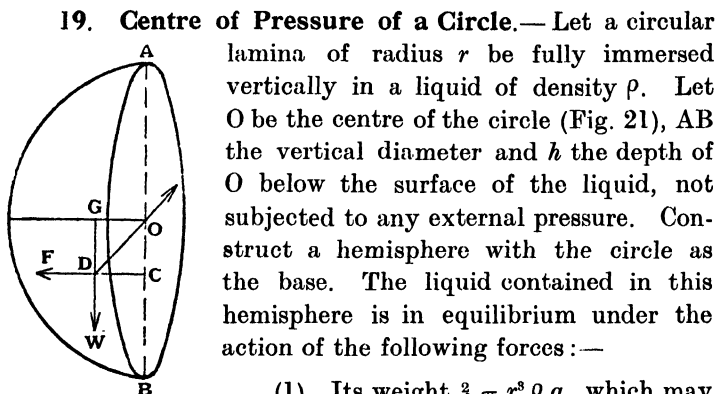 19. Centre of Pressure of a Circle.— Let a circular
lamina of radius r be fully immersed
vertically in a liquid of density ρ. Let
O be the centre of the circle (Fig. 21), AB
the vertical diameter and h the depth of
O below the surface of the liquid, not
subjected to any external pressure. Con-
struct a hemisphere with the circle as
the base. The liquid contained in this
hemisphere is in equilibrium under the
action of the following forces :—
(1) Its weight which may
A
G
O
F
D
C
W
B